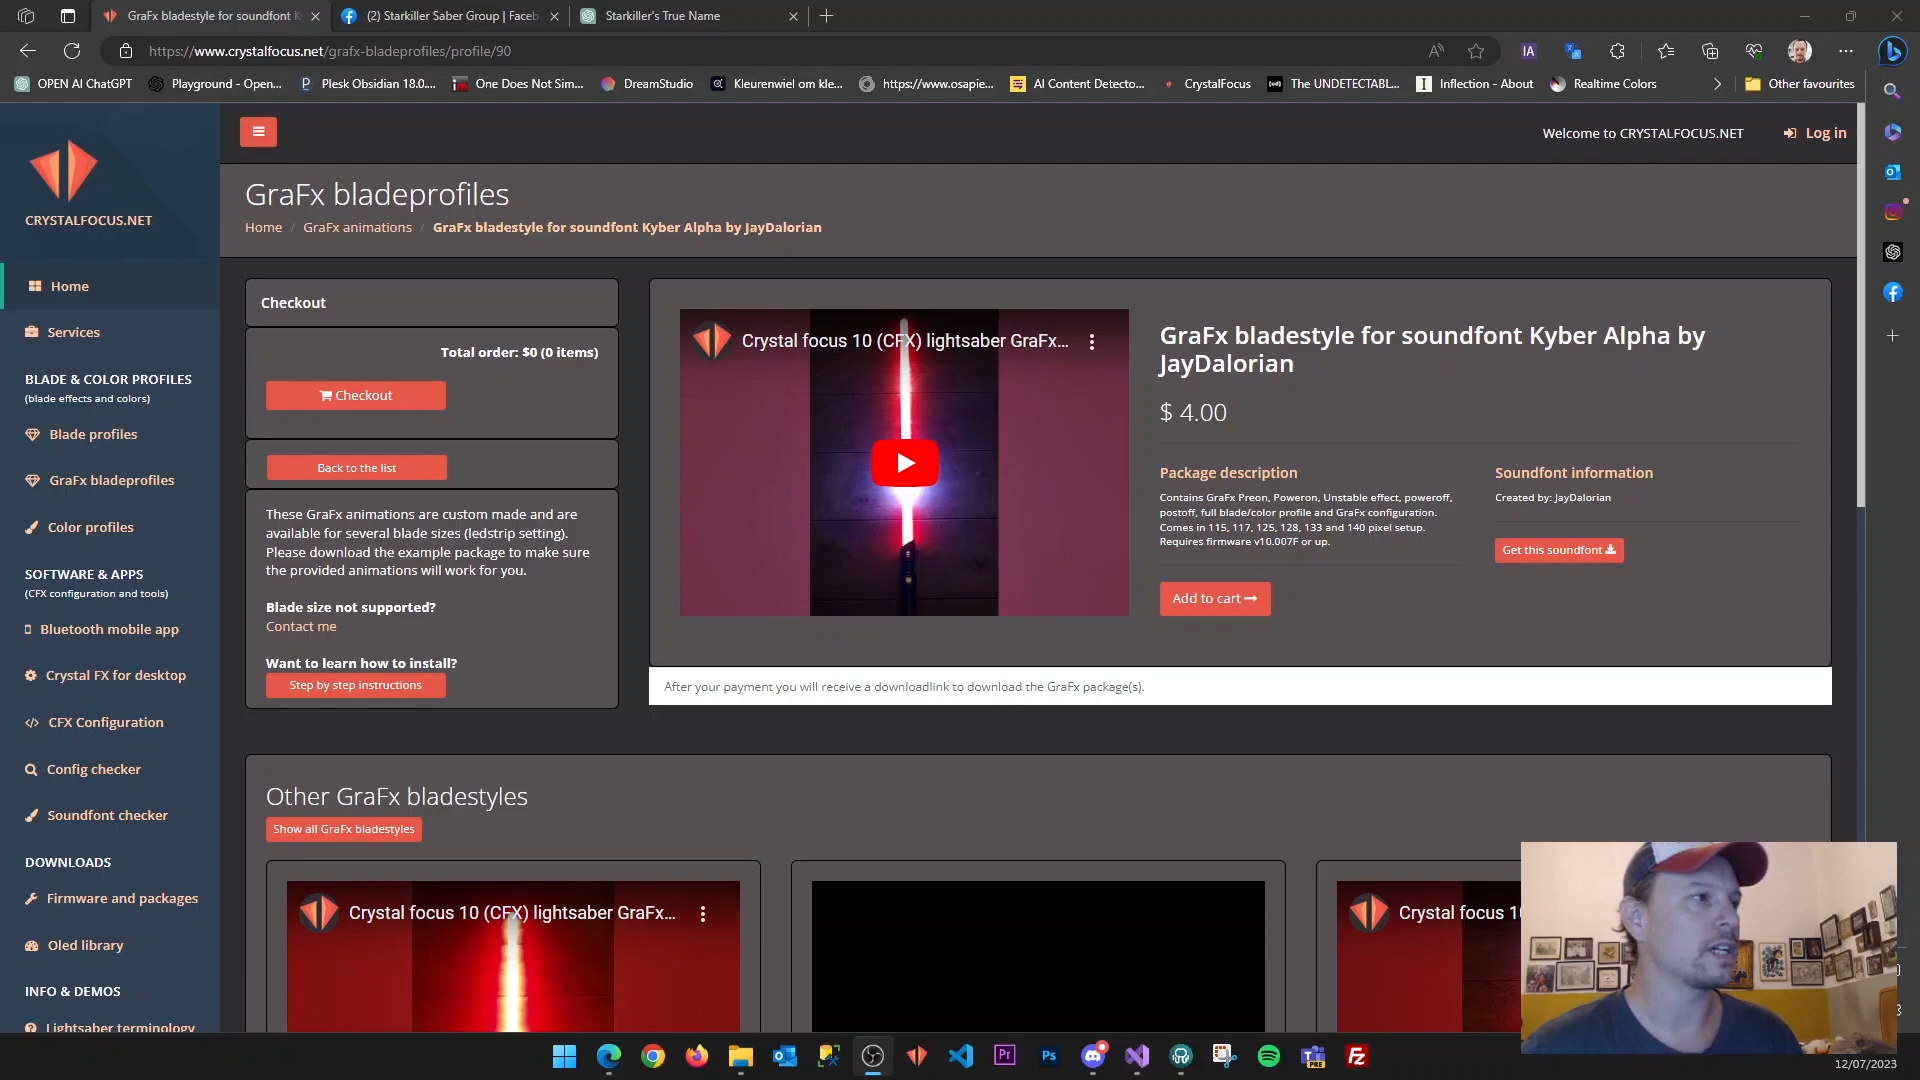 GraFx bladestyle for soundfont K
(2) Starkiller Saber Group | Faceb
Starkiller's True Name
https://www.crystalfocus.net/grafx-bladeprofiles/profile/90
OPEN AI ChatGPT
Playground - Open...
Plesk Obsidian 18.0....
One Does Not Sim...
DreamStudio
Kleurenwiel om kle...
https://www.osapie...
AI Content Detecto...
CrystalFocus
The UNDETECTABL...
Inflection - About
Realtime Colors
Other favourites
CRYSTALFOCUS.NET
Welcome to CRYSTALFOCUS.NET
Log in
GraFx bladeprofiles
Home / GraFx animations / GraFx bladestyle for soundfont Kyber Alpha by JayDalorian
Home
Services
BLADE & COLOR PROFILES
(blade effects and colors)
Blade profiles
GraFx bladeprofiles
Color profiles
SOFTWARE & APPS
(CFX configuration and tools)
Bluetooth mobile app
Crystal FX for desktop
CFX Configuration
Config checker
Soundfont checker
DOWNLOADS
Firmware and packages
Oled library
INFO & DEMOS
Lightsaber terminology
Checkout
Total order: $0 (0 items)
Checkout
Back to the list
These GraFx animations are custom made and are
available for several blade sizes (ledstrip setting).
Please download the example package to make sure
the provided animations will work for you.
Blade size not supported?
Contact me
Want to learn how to install?
Step by step instructions
Crystal focus 10 (CFX) lightsaber GraFx...
GraFx bladestyle for soundfont Kyber Alpha by
JayDalorian
$ 4.00
Package description
Contains GraFx Preon, Poweron, Unstable effect, poweroff,
postoff, full blade/color profile and GraFx configuration.
Comes in 115, 117, 125, 128, 133 and 140 pixel setup.
Requires firmware v10.007F or up.
Add to cart
Soundfont information
Created by: JayDalorian
Get this soundfont
After your payment you will receive a downloadlink to download the GraFx package(s).
Other GraFx bladestyles
Show all GraFx bladestyles
Crystal focus 10 (CFX) lightsaber GraFx...
Crystal focus 10
12/07/2023